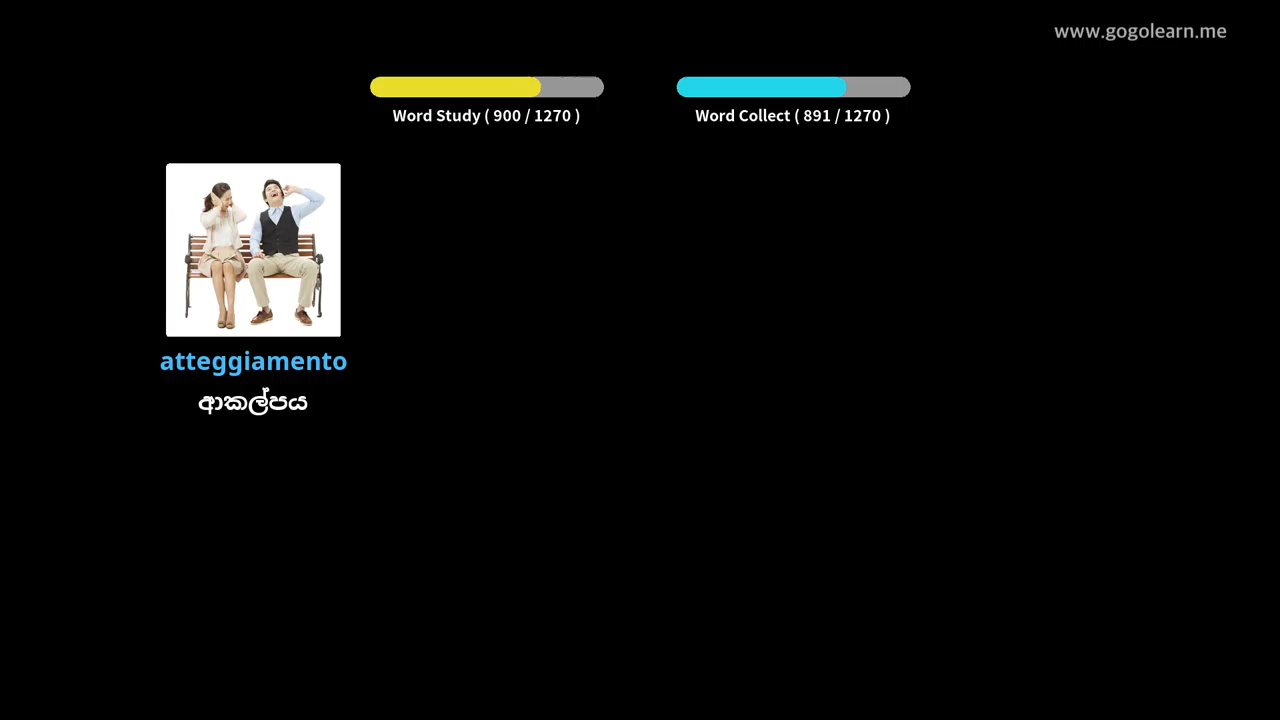 www.gogolearn.me
Word Study ( 900 / 1270 )
Word Collect ( 891 / 1270 )
atteggiamento
ආකල්පය